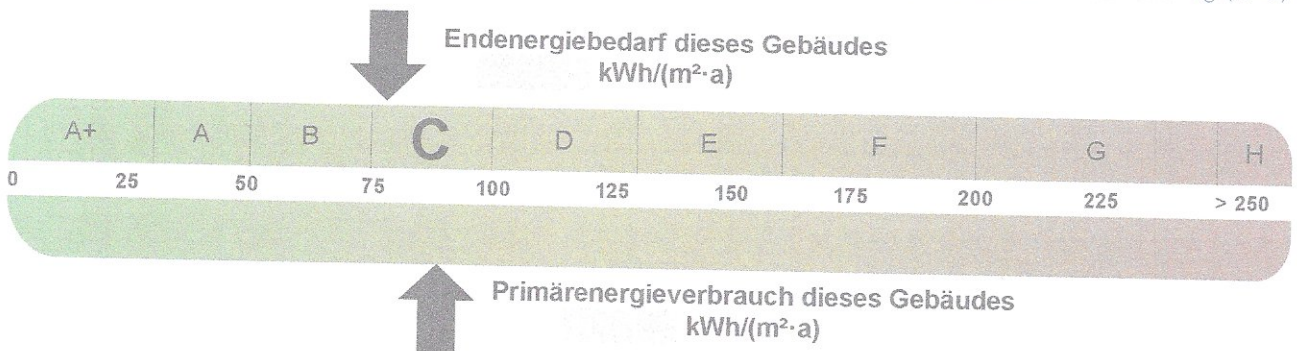 Endenergiebedarf dieses Gebäudes
kWh/(m²·a)
A+ A B C D E F G H
0 25 50 75 100 125 150 175 200 225 > 250
Primärenergieverbrauch dieses Gebäudes
kWh/(m²·a)